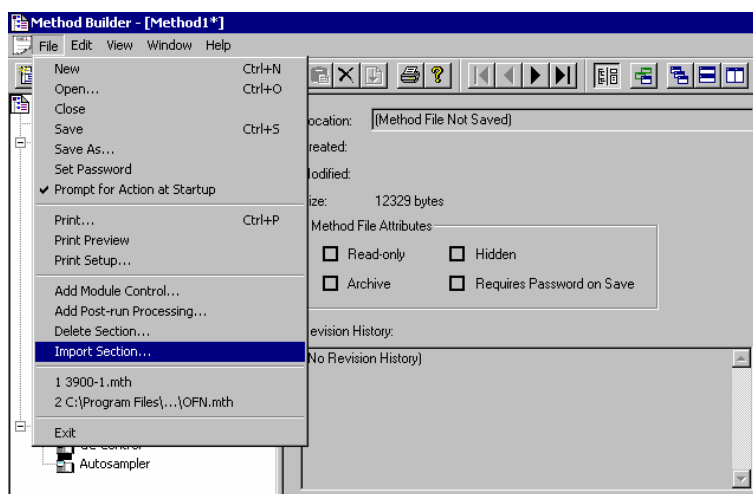 Method Builder - [Method1*]
File Edit View Window Help
New Ctrl+N
Open... Ctrl+O
Close
Save Ctrl+S
Save As...
Set Password
Prompt for Action at Startup
Print... Ctrl+P
Print Preview
Print Setup...
Add Module Control...
Add Post-run Processing...
Delete Section...
Import Section...
1 3900-1.mth
2 C:\Program Files\...\OFN.mth
Exit
Autosampler
ocation: (Method File Not Saved)
reated:
odified:
ize: 12329 bytes
Method File Attributes
Read-only Hidden
Archive Requires Password on Save
evision History:
No Revision History)